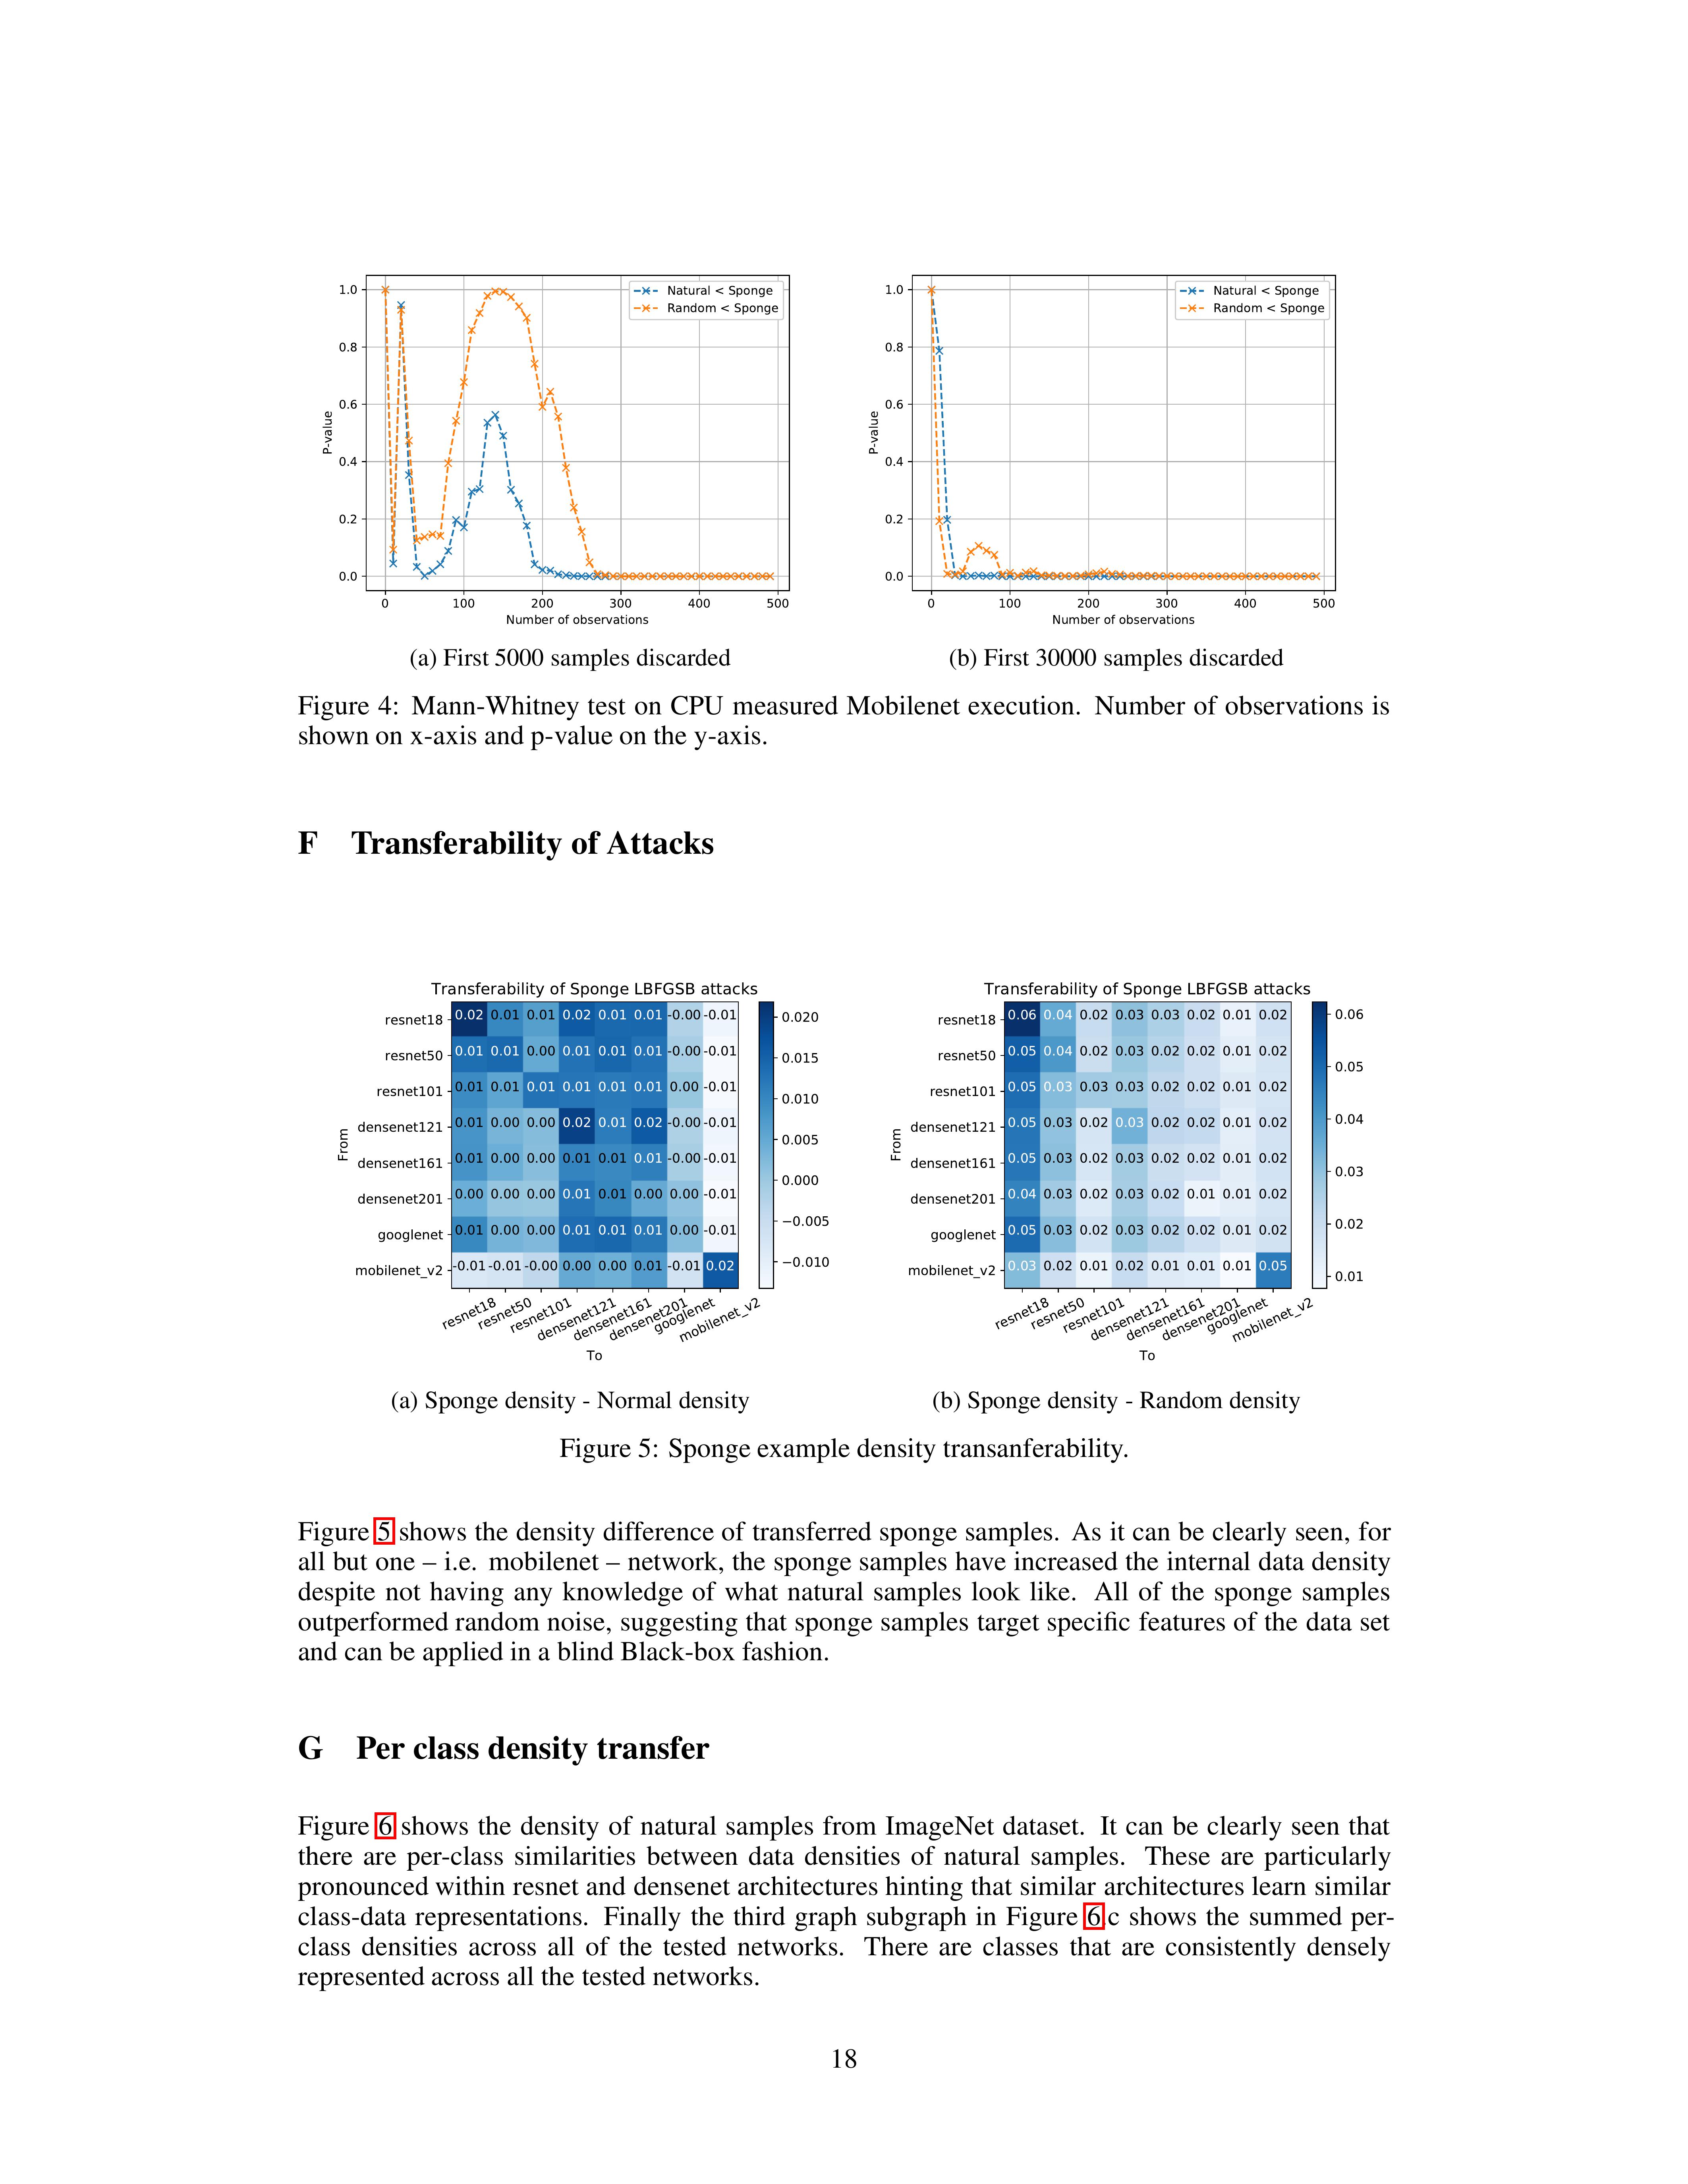 1.0
0.8
0.6
0.4
0.2
0.0
P-value
Natural < Sponge
Random < Sponge
0 100 200 300 400 500
Number of observations
(a) First 5000 samples discarded
1.0
0.8
0.6
0.4
0.2
0.0
P-value
Natural < Sponge
Random < Sponge
0 100 200 300 400 500
Number of observations
(b) First 30000 samples discarded
Figure 4: Mann-Whitney test on CPU measured Mobilenet execution. Number of observations is
shown on x-axis and p-value on the y-axis.
F Transferability of Attacks
Transferability of Sponge LBFGSB attacks
From
resnet18 0.02 0.01 0.01 0.02 0.01 0.01 -0.00 -0.01
resnet50 0.01 0.01 0.00 0.01 0.01 0.01 -0.00 -0.01
resnet101 0.01 0.01 0.01 0.01 0.01 0.01 0.00 -0.01
densenet121 0.01 0.00 0.00 0.02 0.01 0.02 -0.00 -0.01
densenet161 0.01 0.00 0.00 0.01 0.01 0.01 -0.00 -0.01
densenet201 0.00 0.00 0.00 0.01 0.01 0.00 0.00 -0.01
googlenet 0.01 0.00 0.00 0.01 0.01 0.01 0.00 -0.01
mobilenet_v2 -0.01 -0.01 -0.00 0.00 0.00 0.01 -0.01 0.02
resnet18 resnet50 resnet101 densenet121 densenet161 densenet201 googlenet mobilenet_v2
To
0.020
0.015
0.010
0.005
0.000
−0.005
−0.010
(a) Sponge density - Normal density
Transferability of Sponge LBFGSB attacks
From
resnet18 0.06 0.04 0.02 0.03 0.03 0.02 0.01 0.02
resnet50 0.05 0.04 0.02 0.03 0.02 0.02 0.01 0.02
resnet101 0.05 0.03 0.03 0.03 0.02 0.02 0.01 0.02
densenet121 0.05 0.03 0.02 0.03 0.02 0.02 0.01 0.02
densenet161 0.05 0.03 0.02 0.03 0.02 0.02 0.01 0.02
densenet201 0.04 0.03 0.02 0.03 0.02 0.01 0.01 0.02
googlenet 0.05 0.03 0.02 0.03 0.02 0.02 0.01 0.02
mobilenet_v2 0.03 0.02 0.01 0.02 0.01 0.01 0.01 0.05
resnet18 resnet50 resnet101 densenet121 densenet161 densenet201 googlenet mobilenet_v2
To
0.06
0.05
0.04
0.03
0.02
0.01
(b) Sponge density - Random density
Figure 5: Sponge example density transanferability.
Figure 5 shows the density difference of transferred sponge samples. As it can be clearly seen, for
all but one – i.e. mobilenet – network, the sponge samples have increased the internal data density
despite not having any knowledge of what natural samples look like. All of the sponge samples
outperformed random noise, suggesting that sponge samples target specific features of the data set
and can be applied in a blind Black-box fashion.
G Per class density transfer
Figure 6 shows the density of natural samples from ImageNet dataset. It can be clearly seen that
there are per-class similarities between data densities of natural samples. These are particularly
pronounced within resnet and densenet architectures hinting that similar architectures learn similar
class-data representations. Finally the third graph subgraph in Figure 6.c shows the summed per-
class densities across all of the tested networks. There are classes that are consistently densely
represented across all the tested networks.
18